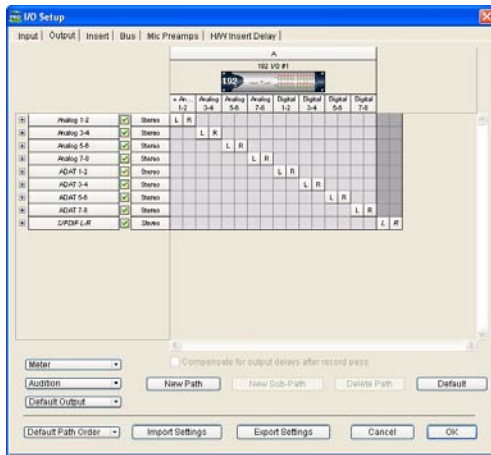 I/O Setup
Input Output Insert Bus Mic Preamps H/W Insert Delay
A
192 I/O #1
192
Analog Analog Analog Digital Digital Digital Digital
1-2 3-4 5-6 7-8 1-2 3-4 5-6 7-8
Analog 1-2 Stereo L R
Analog 3-4 Stereo L R
Analog 5-6 Stereo L R
Analog 7-8 Stereo L R
ADAT 1-2 Stereo L R
ADAT 3-4 Stereo L R
ADAT 5-6 Stereo L R
ADAT 7-8 Stereo L R
S/PDIF L-R Stereo L R
Meter
Compensate for output delays after record pass
Audition New Path New Sub-Path Delete Path Default
Default Output
Default Path Order Import Settings Export Settings Cancel OK